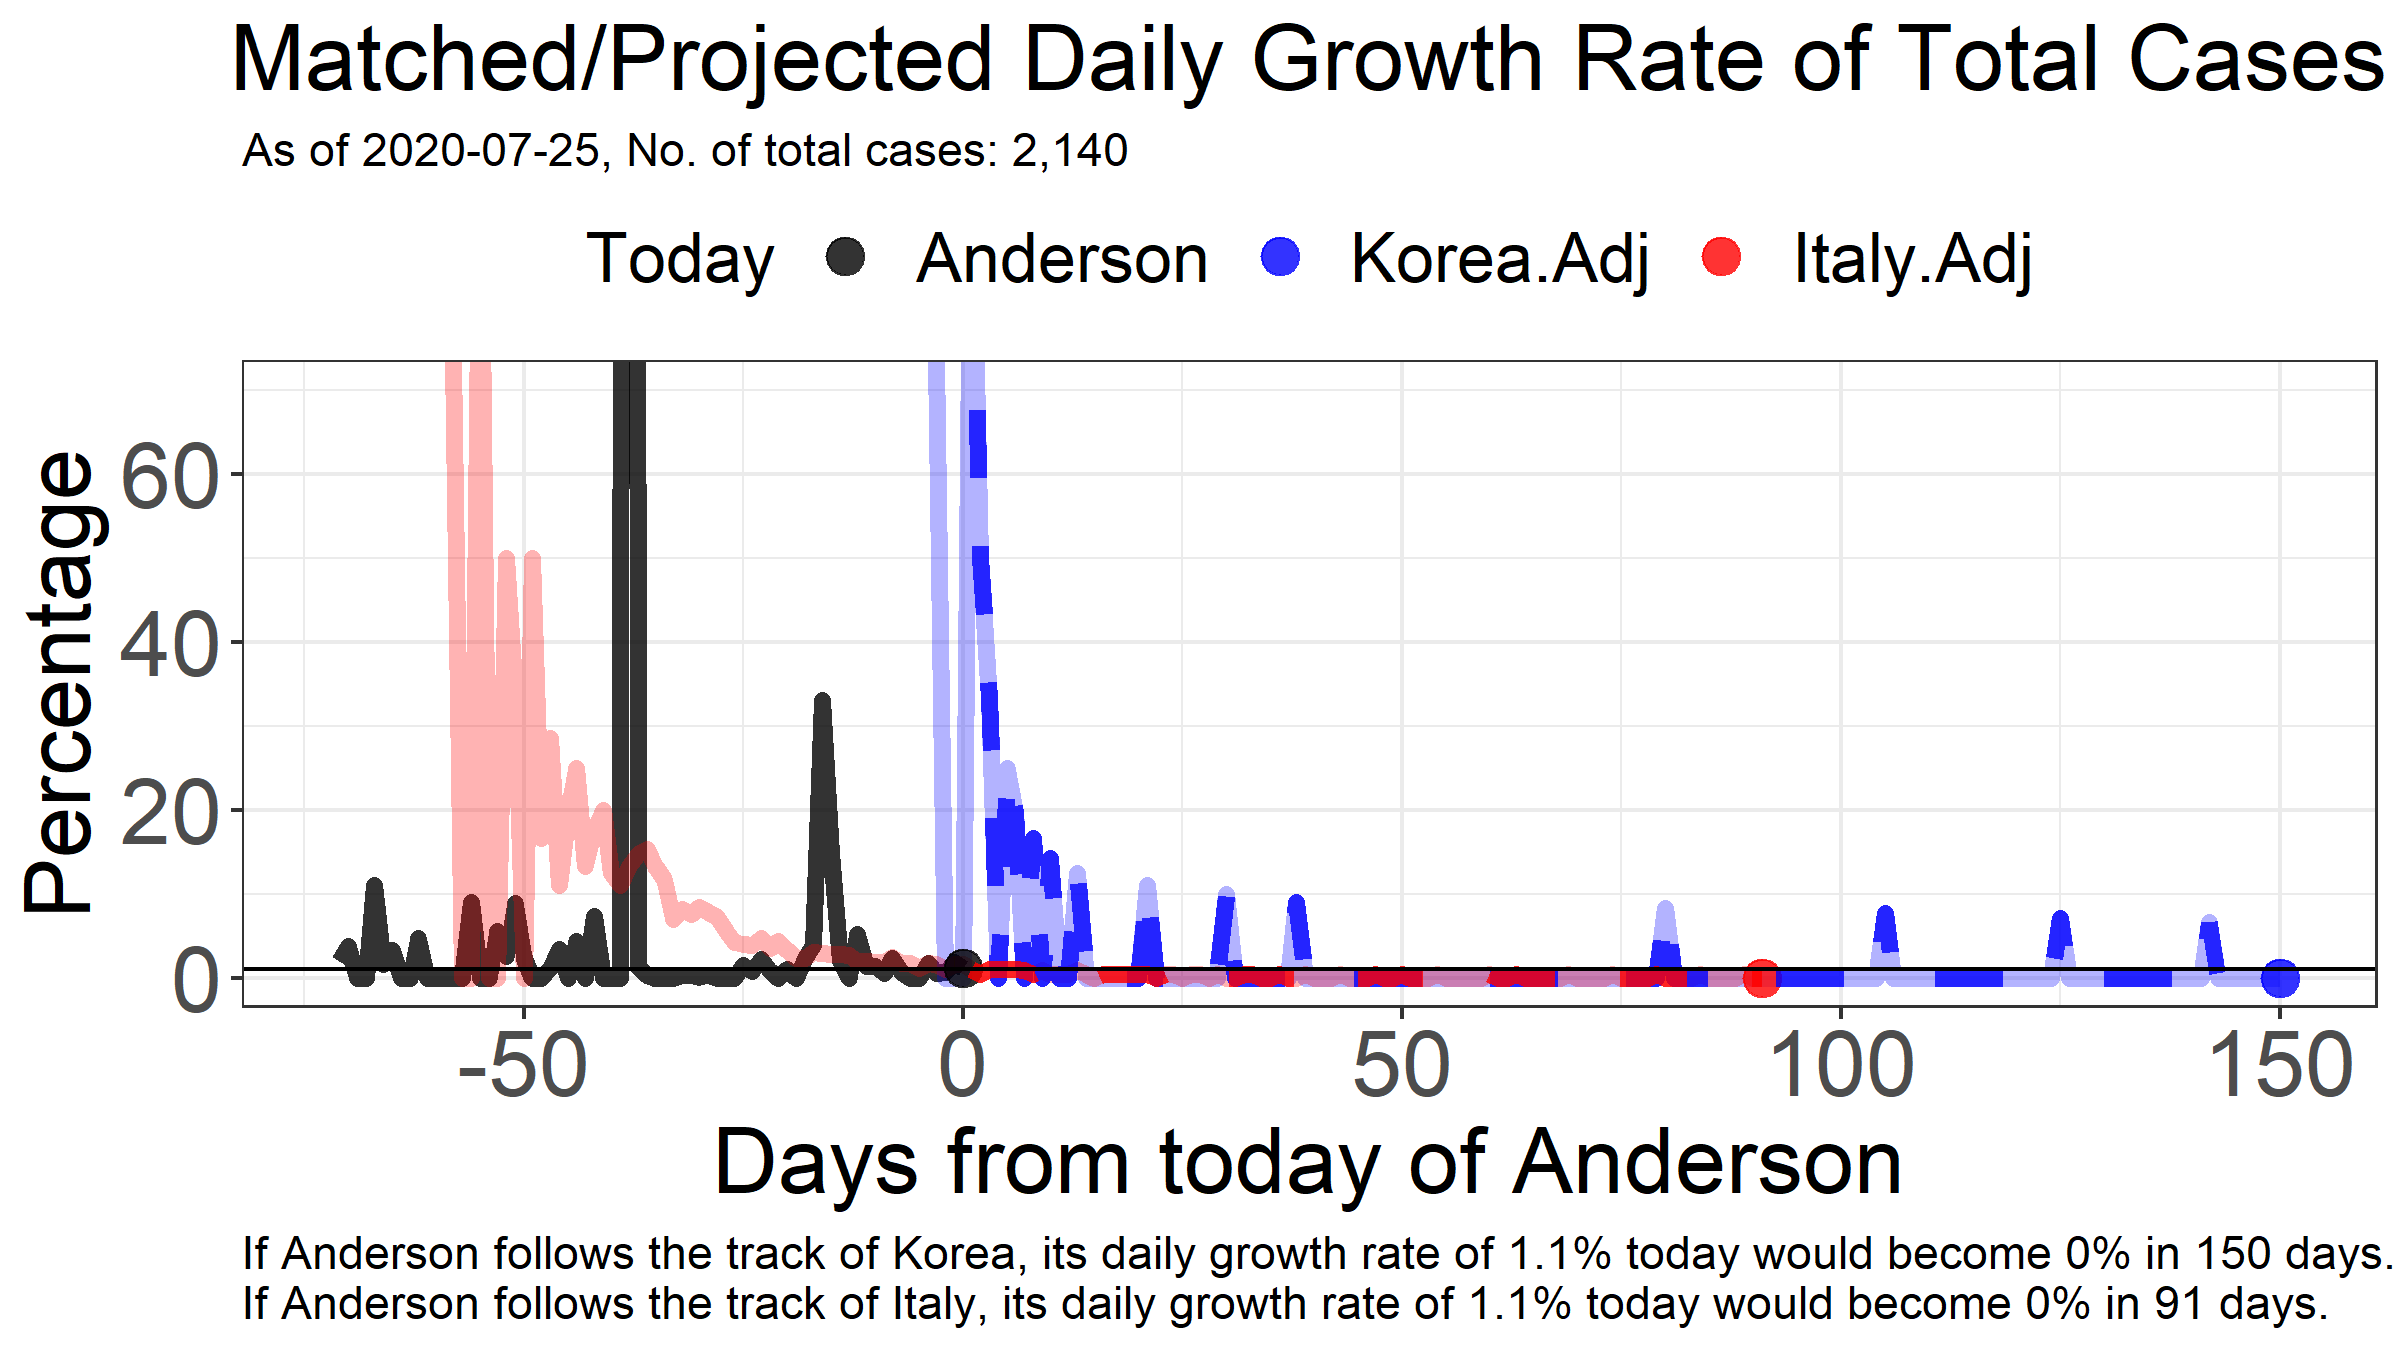 Matched/Projected Daily Growth Rate of Total Cases
As of 2020-07-25, No. of total cases: 2,140
Today Anderson Korea.Adj Italy.Adj
Percentage
60
40
20
0
-50 0 50 100 150
Days from today of Anderson
If Anderson follows the track of Korea, its daily growth rate of 1.1% today would become 0% in 150 days.
If Anderson follows the track of Italy, its daily growth rate of 1.1% today would become 0% in 91 days.